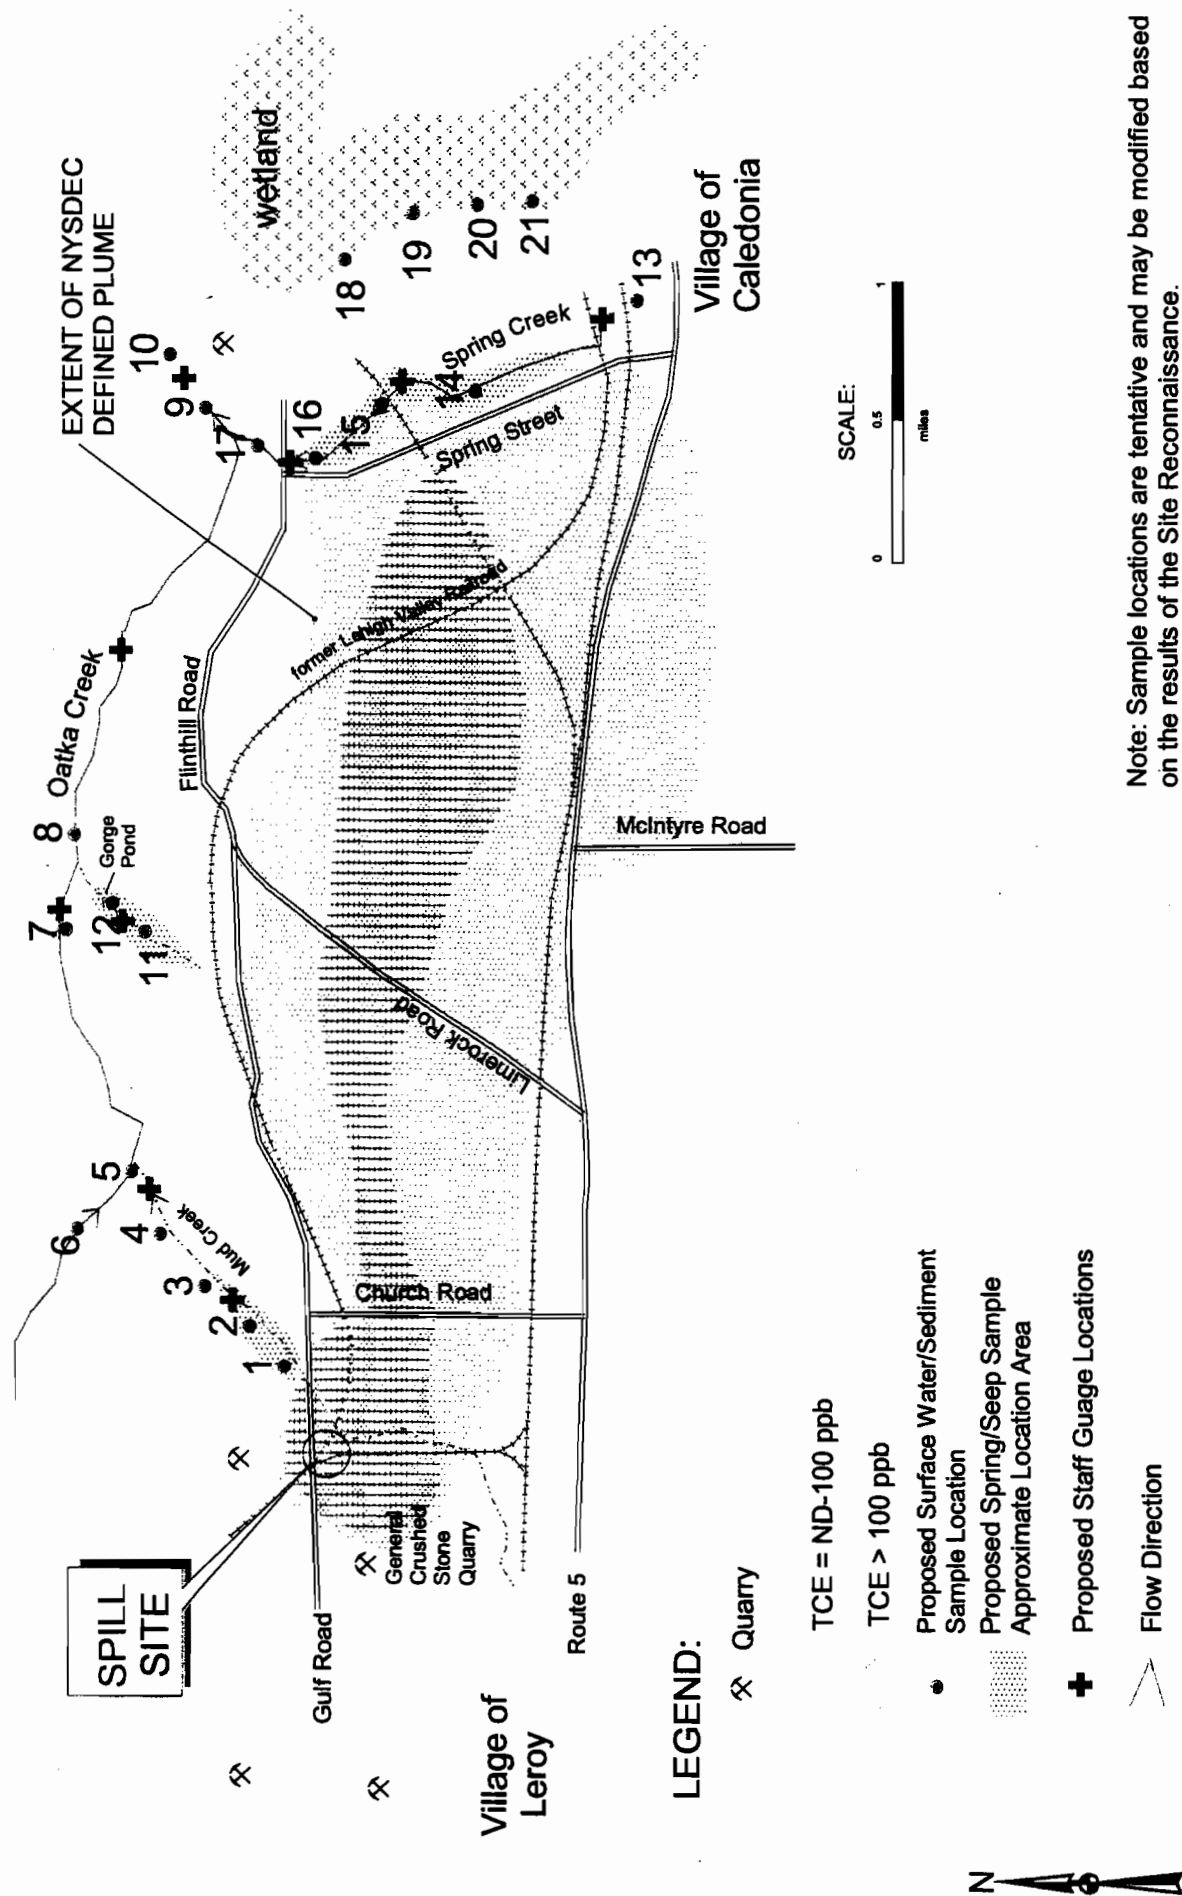 EXTENT OF NYSDEC
DEFINED PLUME
wetland
SPILL
SITE
Oatka Creek
Gorge
Pond
Mud Creek
Flinthill Road
former Lehigh Valley Railroad
Limerock Road
Church Road
McIntyre Road
Gulf Road
Route 5
Spring Street
Spring Creek
General
Crushed
Stone
Quarry
Village of
Leroy
Village of
Caledonia
1
2
3
4
5
6
7
8
9
10
11
12
13
14
15
16
17
18
19
20
21
LEGEND:
Quarry
TCE = ND-100 ppb
TCE > 100 ppb
Proposed Surface Water/Sediment
Sample Location
Proposed Spring/Seep Sample
Approximate Location Area
Proposed Staff Guage Locations
Flow Direction
SCALE:
0 0.5 1
miles
Note: Sample locations are tentative and may be modified based
on the results of the Site Reconnaissance.
N